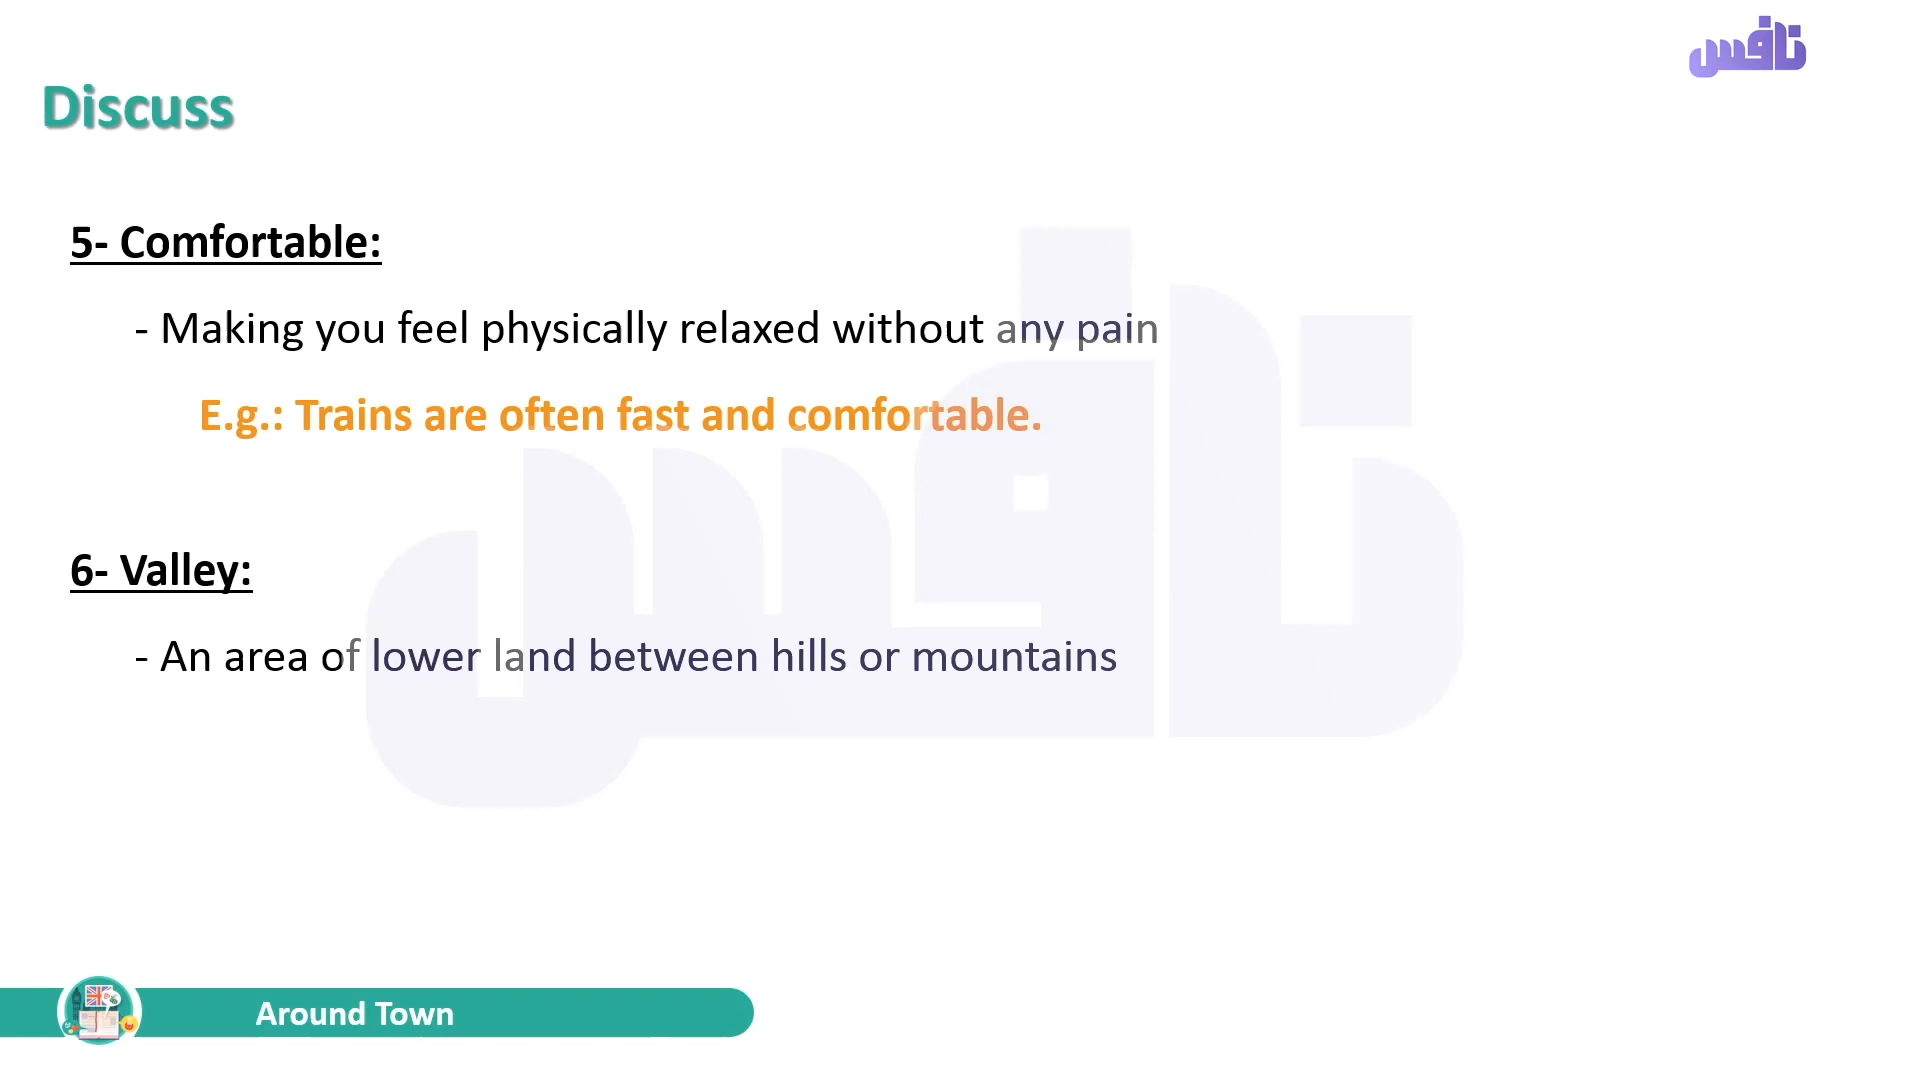 نافس
Discuss
5- Comfortable:
- Making you feel physically relaxed without any pain
E.g.: Trains are often fast and comfortable.
6- Valley:
- An area of lower land between hills or mountains
نافس
Around Town